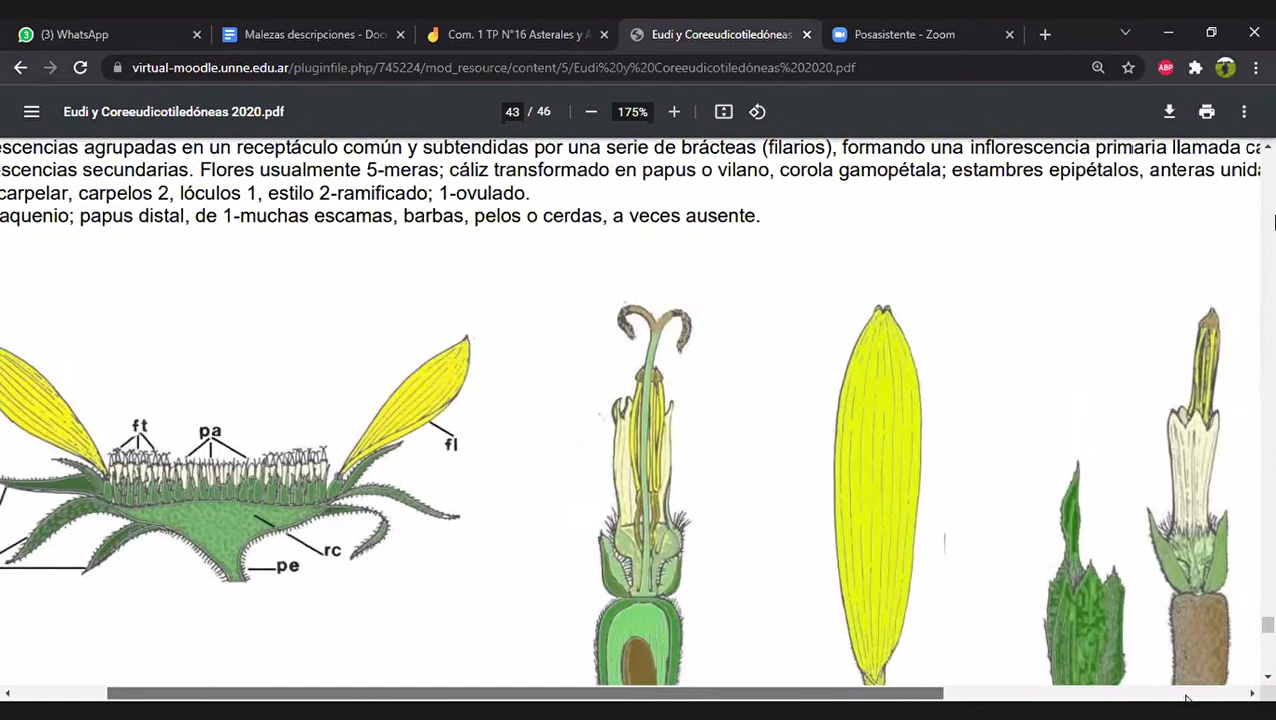 (3) WhatsApp
Malezas descripciones - Doc
Com. 1 TP N°16 Asterales y A
Eudi y Coreeudicotiledóneas
Posasistente - Zoom
virtual-moodle.unne.edu.ar/pluginfile.php/745224/mod_resource/content/5/Eudi%20y%20Coreeudicotiledóneas%202020.pdf
ABP
Eudi y Coreeudicotiledóneas 2020.pdf
43 / 46
175%
escencias agrupadas en un receptáculo común y subtendidas por una serie de brácteas (filarios), formando una inflorescencia primaria llamada ca
escencias secundarias. Flores usualmente 5-meras; cáliz transformado en papus o vilano, corola gamopétala; estambres epipétalos, anteras unida
carpelar, carpelos 2, lóculos 1, estilo 2-ramificado; 1-ovulado.
aquenio; papus distal, de 1-muchas escamas, barbas, pelos o cerdas, a veces ausente.
ft
pa
fl
rc
pe